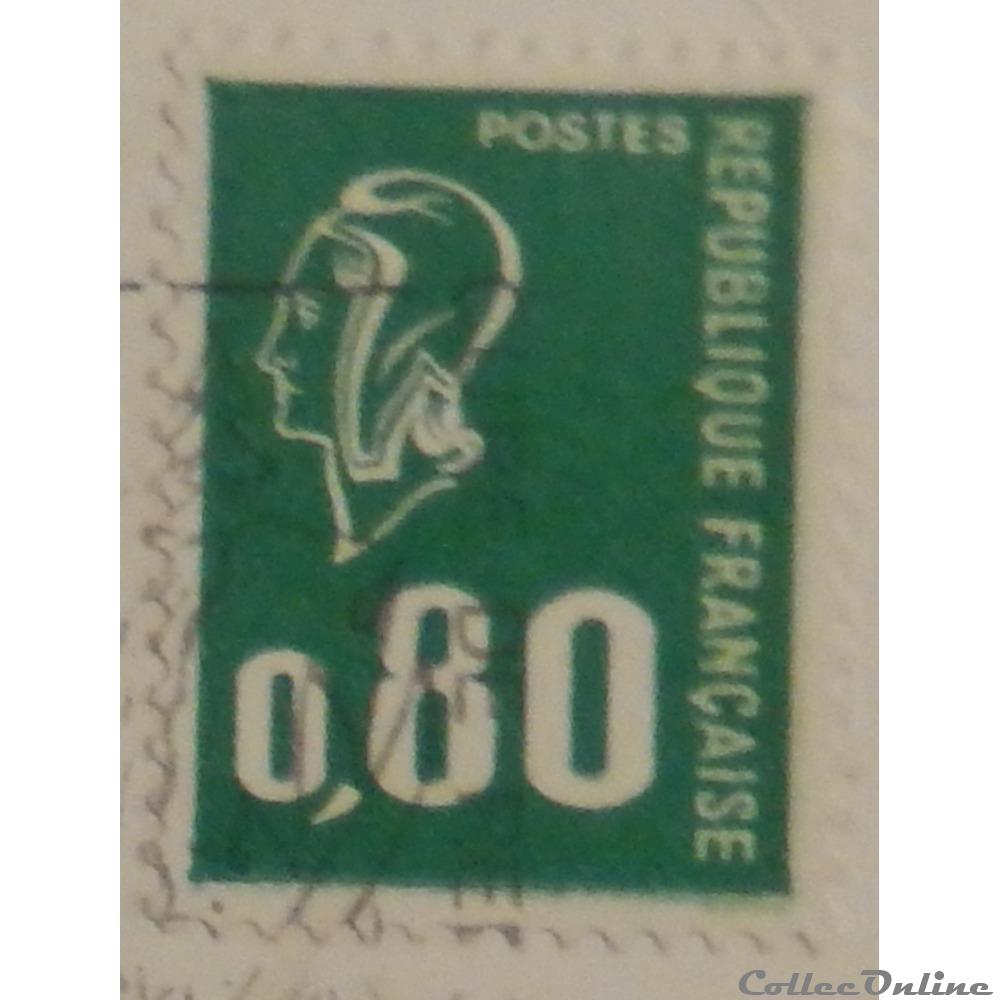 POSTES
REPUBLIQUE FRANÇAISE
0,80
CollecOnline